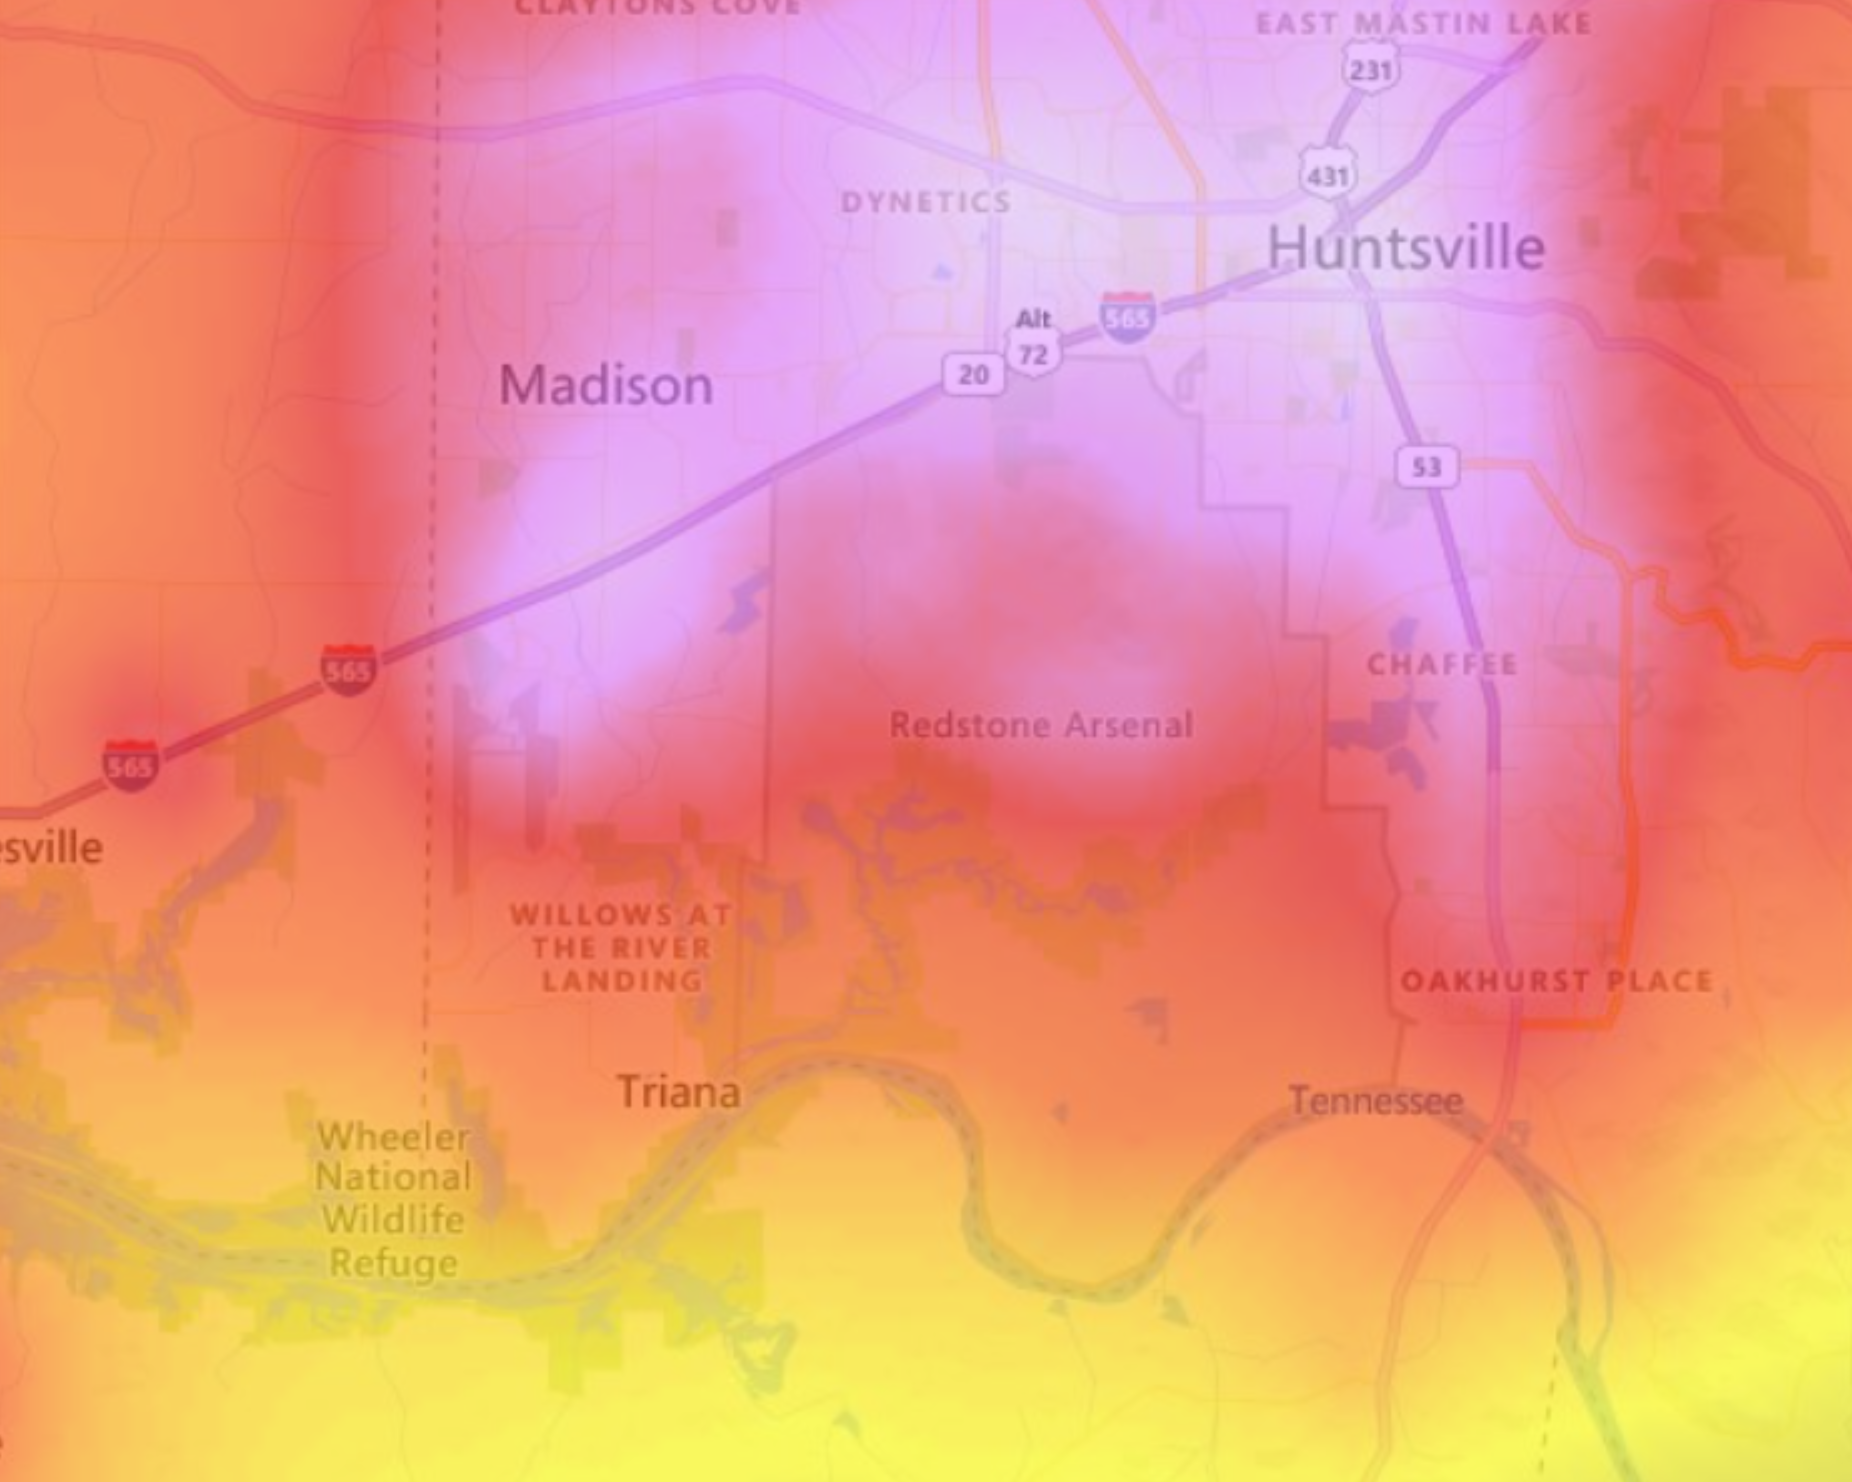 CLAYTONS COVE
EAST MASTIN LAKE
231
431
DYNETICS
Huntsville
Alt
72
565
20
Madison
53
565
CHAFFEE
Redstone Arsenal
565
esville
WILLOWS AT
THE RIVER
LANDING
OAKHURST PLACE
Triana
Tennessee
Wheeler
National
Wildlife
Refuge